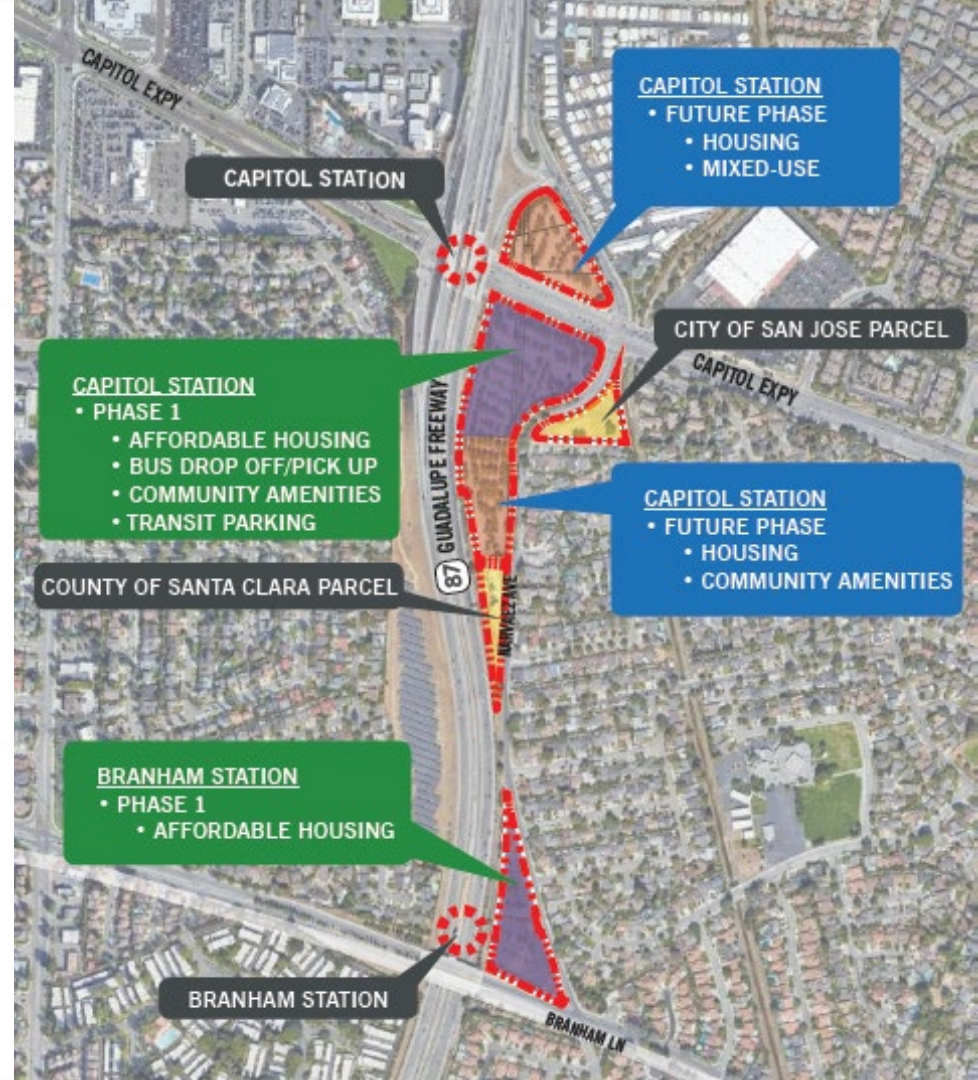 CAPITOL EXPY
CAPITOL STATION
• FUTURE PHASE
• HOUSING
• MIXED-USE
CAPITOL STATION
CITY OF SAN JOSE PARCEL
CAPITOL EXPY
CAPITOL STATION
• PHASE 1
• AFFORDABLE HOUSING
• BUS DROP OFF/PICK UP
• COMMUNITY AMENITIES
• TRANSIT PARKING
87 GUADALUPE FREEWAY
CAPITOL STATION
• FUTURE PHASE
• HOUSING
• COMMUNITY AMENITIES
COUNTY OF SANTA CLARA PARCEL
NARVAEZ AVE
BRANHAM STATION
• PHASE 1
• AFFORDABLE HOUSING
BRANHAM STATION
BRANHAM LN